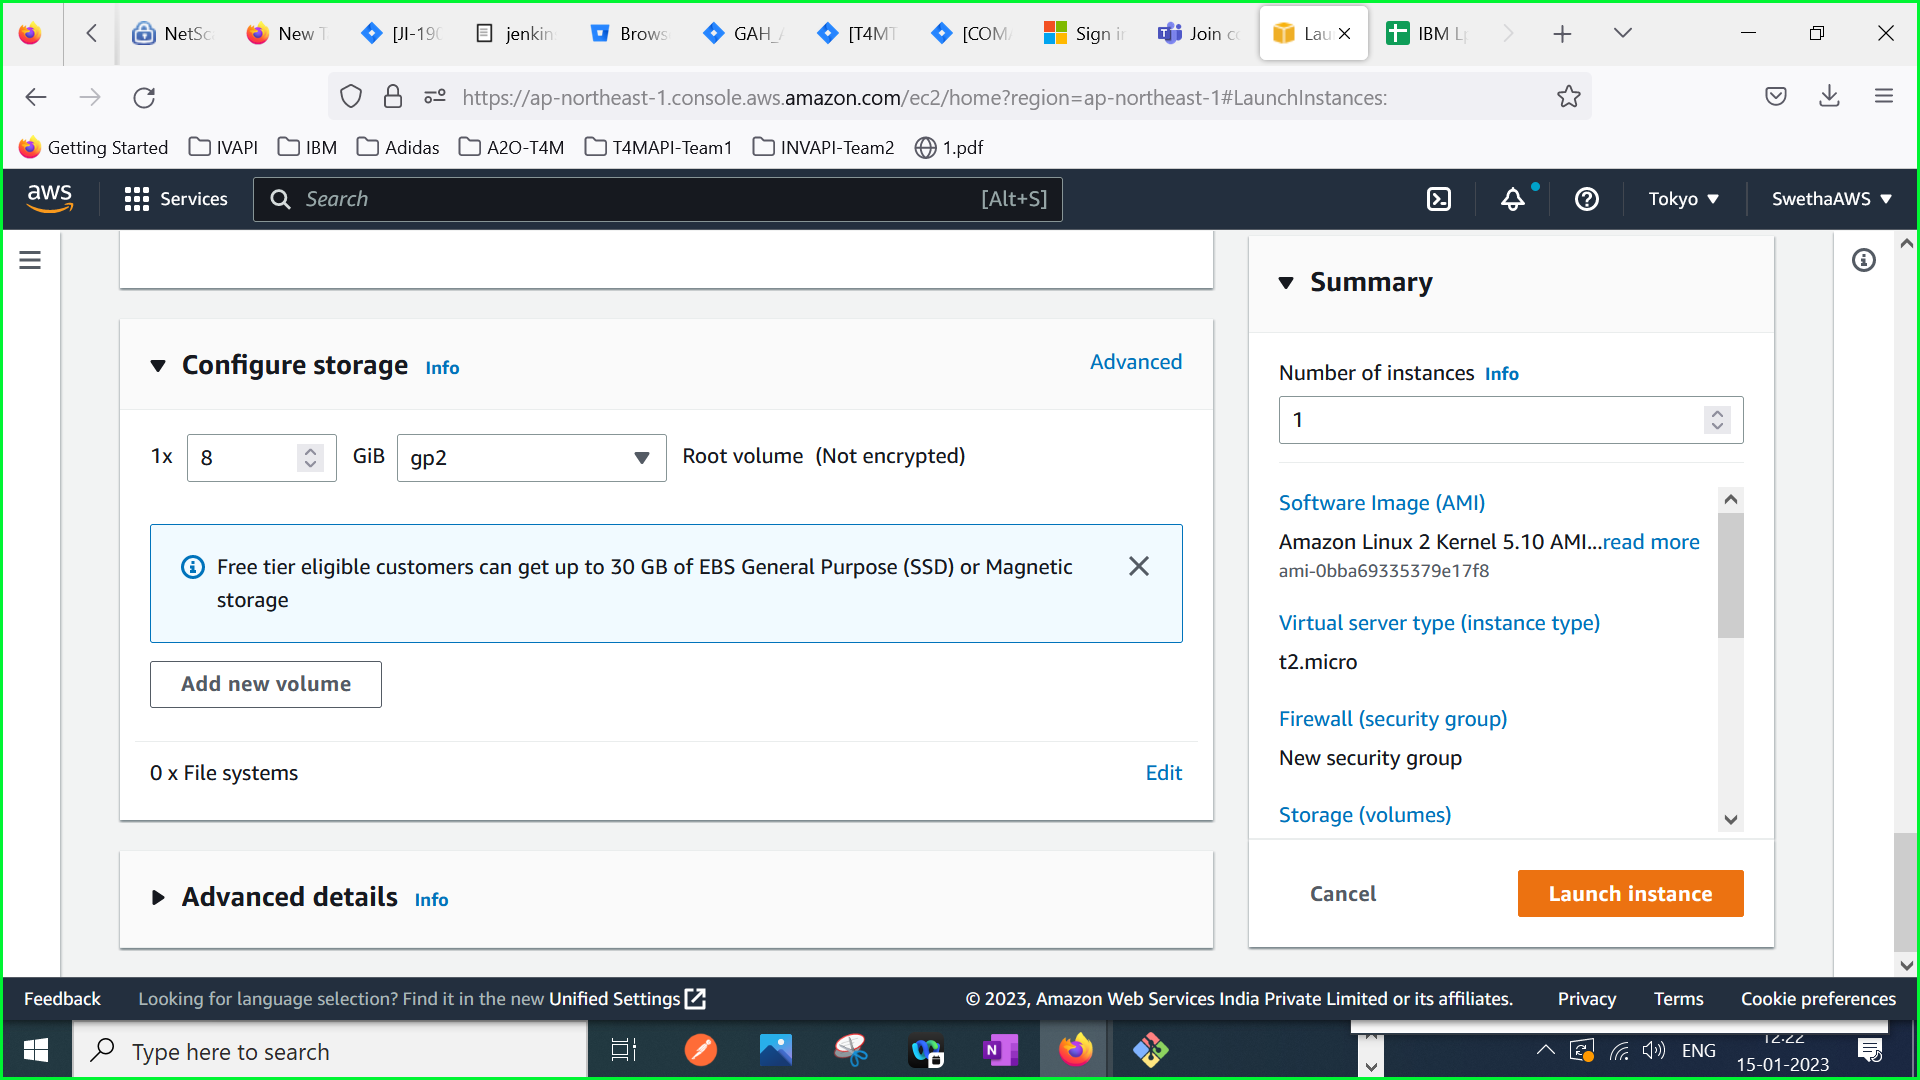 NetSc
New T
[JI-190
jenkin
Brows
GAH_A
[T4MT
[COMA
Sign in
Join co
Lau
IBM Lp
https://ap-northeast-1.console.aws.amazon.com/ec2/home?region=ap-northeast-1#LaunchInstances:
Getting Started
IVAPI
IBM
Adidas
A2O-T4M
T4MAPI-Team1
INVAPI-Team2
1.pdf
aws
Services
Search
[Alt+S]
Tokyo
SwethaAWS
Configure storage Info
Advanced
1x 8 GiB gp2 Root volume (Not encrypted)
Free tier eligible customers can get up to 30 GB of EBS General Purpose (SSD) or Magnetic
storage
Add new volume
0 x File systems
Edit
Advanced details Info
Summary
Number of instances Info
1
Software Image (AMI)
Amazon Linux 2 Kernel 5.10 AMI...read more
ami-0bba69335379e17f8
Virtual server type (instance type)
t2.micro
Firewall (security group)
New security group
Storage (volumes)
Cancel
Launch instance
Feedback
Looking for language selection? Find it in the new Unified Settings
© 2023, Amazon Web Services India Private Limited or its affiliates.
Privacy
Terms
Cookie preferences
Type here to search
N
ENG
12:22
15-01-2023